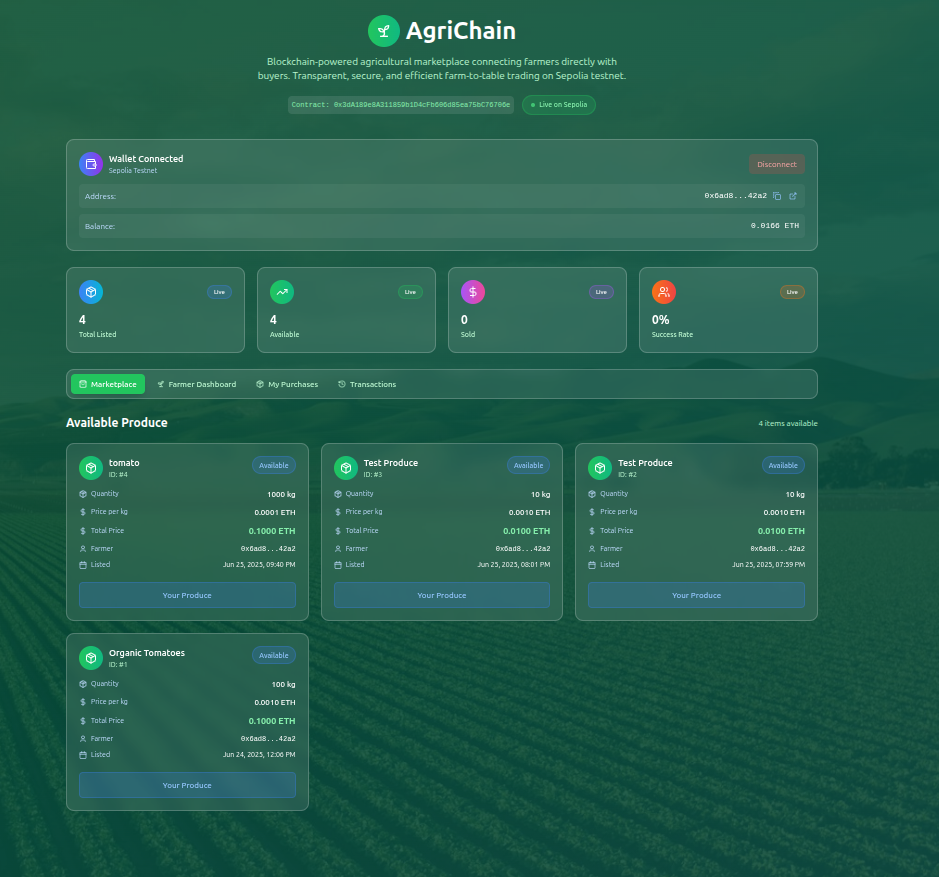 AgriChain
Blockchain-powered agricultural marketplace connecting farmers directly with
buyers. Transparent, secure, and efficient farm-to-table trading on Sepolia testnet.
Contract: 0x3dA189e8A311859b1D4cFb606d85ea75bC76706e Live on Sepolia
Wallet Connected
Sepolia Testnet
Disconnect
Address: 0x6ad8...42a2
Balance: 0.0166 ETH
Live Live Live Live
4 4 0 0%
Total Listed Available Sold Success Rate
Marketplace Farmer Dashboard My Purchases Transactions
Available Produce 4 items available
tomato
ID: #4
Available
Quantity 1000 kg
Price per kg 0.0001 ETH
Total Price 0.1000 ETH
Farmer 0x6ad8...42a2
Listed Jun 25, 2025, 09:40 PM
Your Produce
Test Produce
ID: #3
Available
Quantity 10 kg
Price per kg 0.0010 ETH
Total Price 0.0100 ETH
Farmer 0x6ad8...42a2
Listed Jun 25, 2025, 08:01 PM
Your Produce
Test Produce
ID: #2
Available
Quantity 10 kg
Price per kg 0.0010 ETH
Total Price 0.0100 ETH
Farmer 0x6ad8...42a2
Listed Jun 25, 2025, 07:59 PM
Your Produce
Organic Tomatoes
ID: #1
Available
Quantity 100 kg
Price per kg 0.0010 ETH
Total Price 0.1000 ETH
Farmer 0x6ad8...42a2
Listed Jun 24, 2025, 12:06 PM
Your Produce